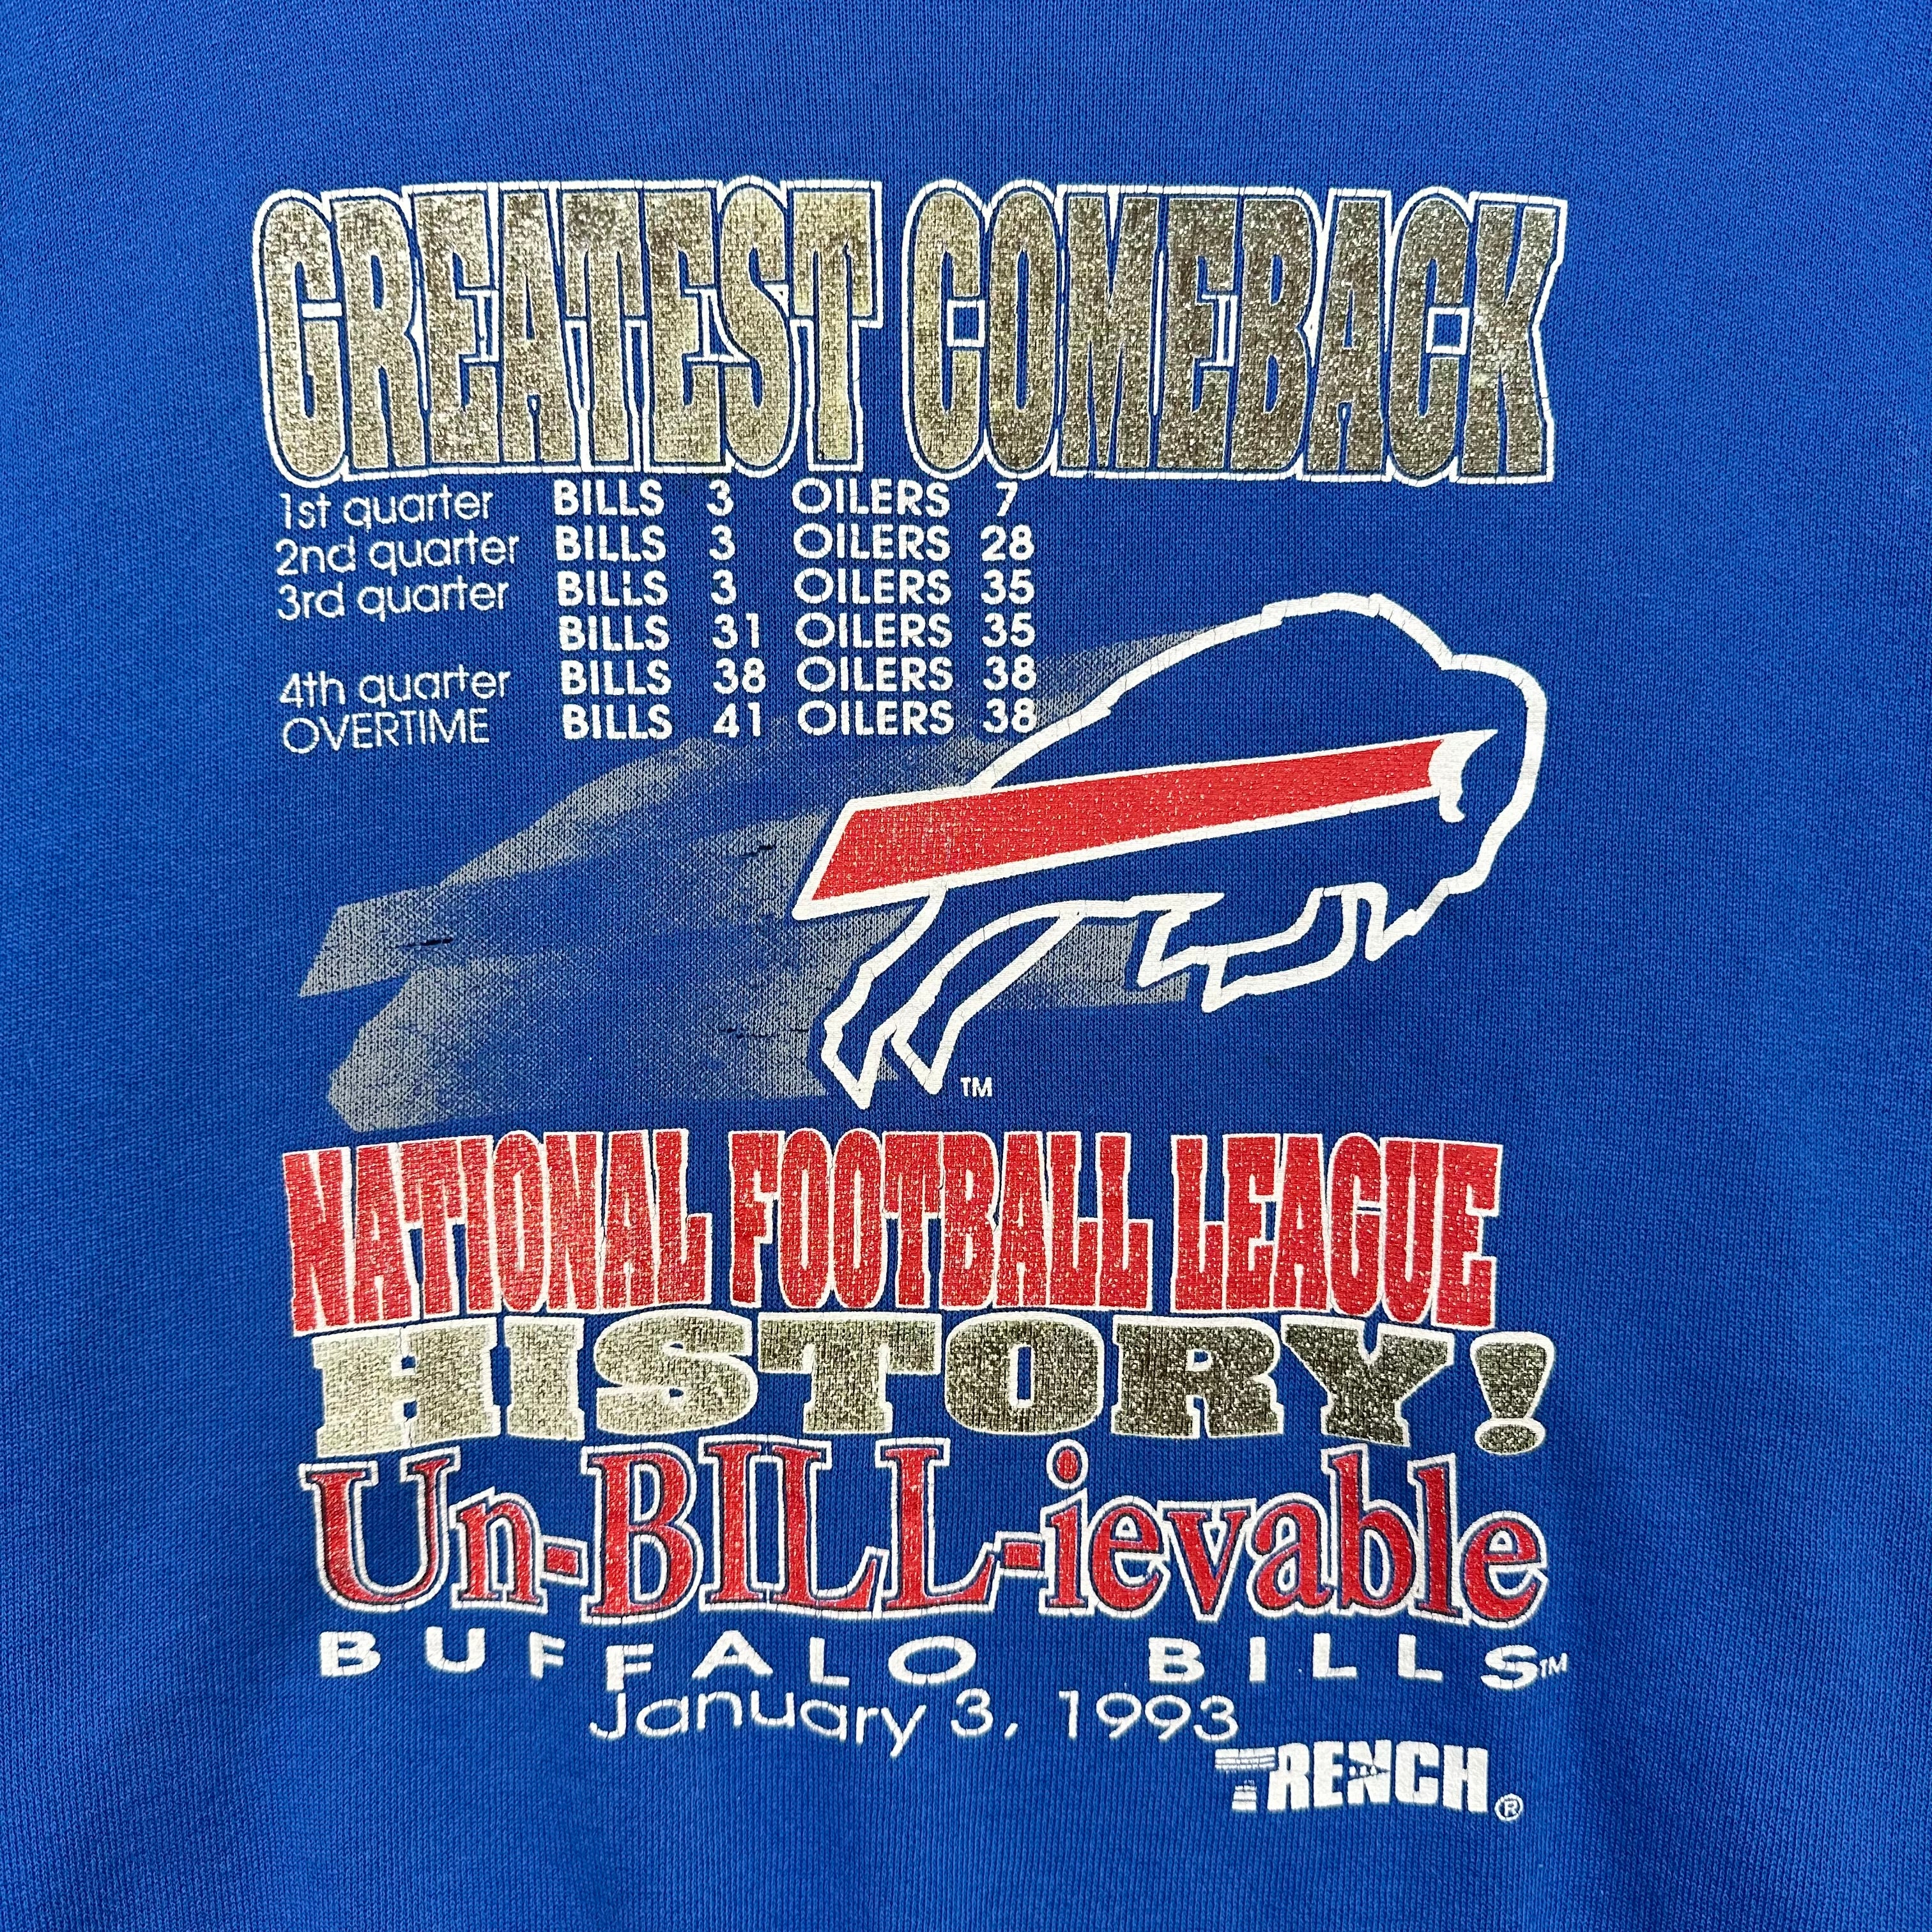 GREATEST COMEBACK
1st quarter BILLS 3 OILERS 7
2nd quarter BILLS 3 OILERS 28
3rd quarter BILLS 3 OILERS 35
BILLS 31 OILERS 35
4th quarter BILLS 38 OILERS 38
OVERTIME BILLS 41 OILERS 38
TM
NATIONAL FOOTBALL LEAGUE
HISTORY!
Un-BILL-ievable
BUFFALO BILLS TM
January 3, 1993
TRENCH ®